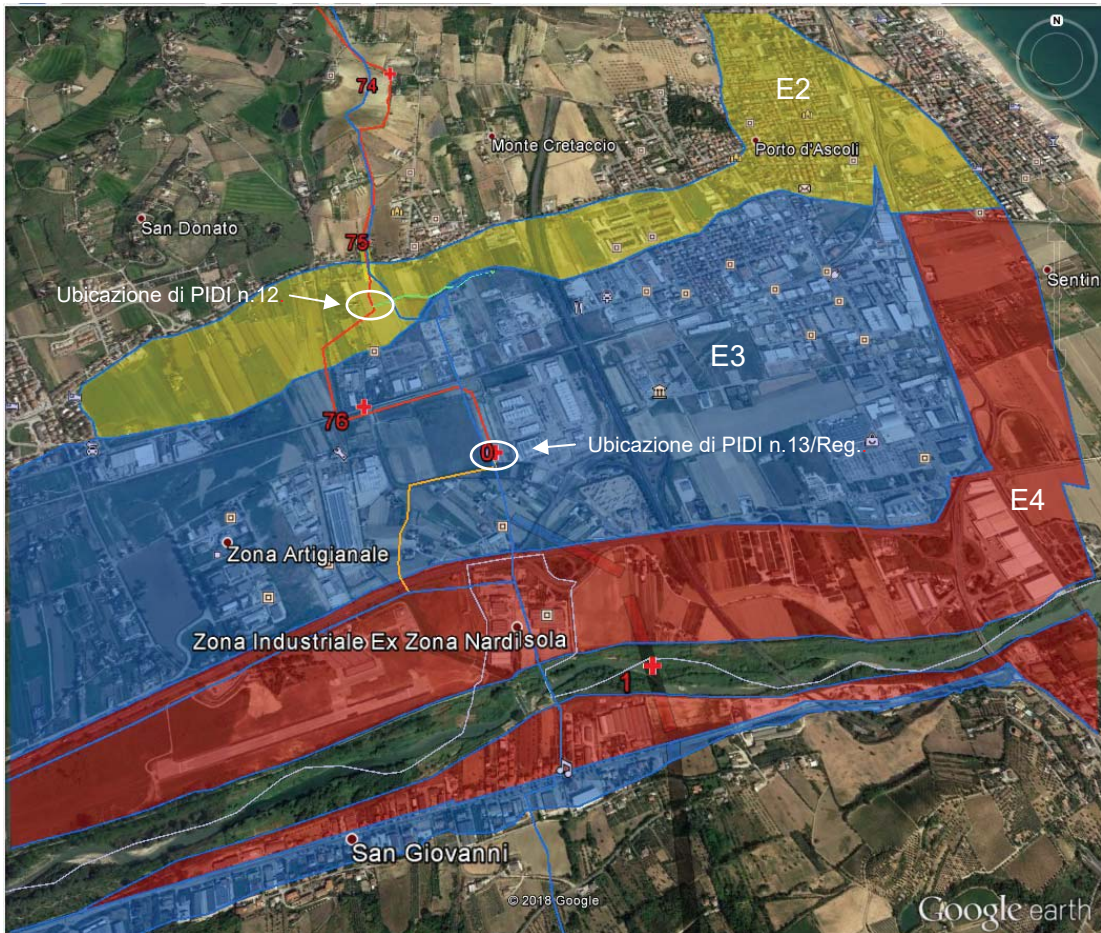 N
E2
74
Monte Cretaccio
Porto d'Ascoli
San Donato
75
Sentin
Ubicazione di PIDI n.12
E3
76
0
Ubicazione di PIDI n.13/Reg.
E4
Zona Artigianale
Zona Industriale Ex Zona Nardi
Isola
1
San Giovanni
© 2018 Google
Google earth